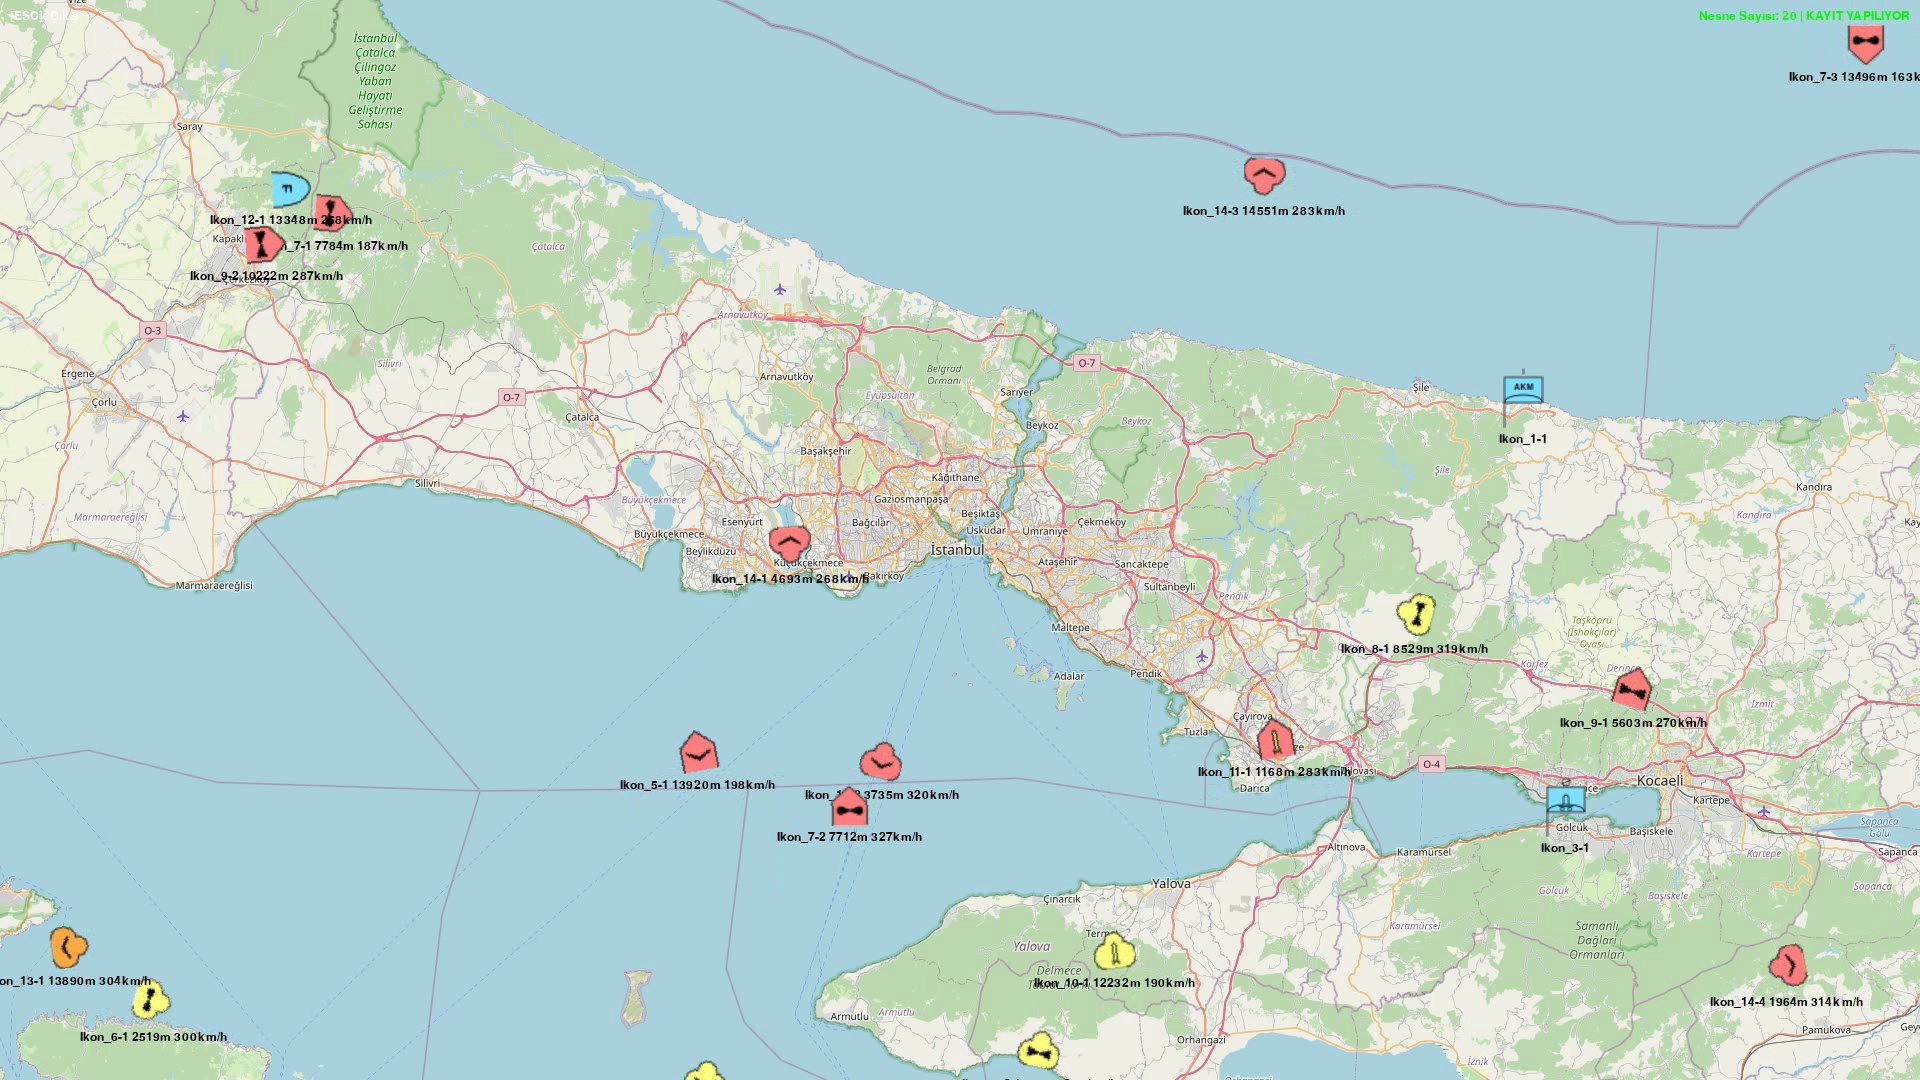 [ESC]- Çıkış
Nesne Sayısı: 20 | KAYIT YAPILIYOR
Vize
İstanbul
Çatalca
Çilingoz
Yaban
Hayatı
Geliştirme
Sahası
Ikon_7-3 13496m 163k
Saray
Ikon_14-3 14551m 283km/h
Ikon_12-1 13348m 268km/h
Kapaklı
7-1 7784m 187km/h
Çatalca
Ikon_9-2 10222m 287km/h
Çerkezköy
Arnavutköy
O-3
O-7
Silivri
Ergene
Arnavutköy
Belgrad
Ormanı
Şile
AKM
Çorlu
O-7
Eyüpsultan
Sarıyer
Çatalca
Beykoz
Beykoz
Ikon_1-1
Çorlu
Başakşehir
Şile
Silivri
Kâğıthane
Kandıra
Büyükçekmece
Gaziosmanpaşa
Kandıra
Marmaraereğlisi
Esenyurt
Bağcılar
Beşiktaş
Çekmeköy
Büyükçekmece
Üsküdar
Ümraniye
Beylikdüzü
İstanbul
Küçükçekmece
Ataşehir
Sancaktepe
Marmaraereğlisi
Ikon_14-1 4693m 268km/h
Bakırköy
Sultanbeyli
Pendik
Maltepe
Taşköprü
(İshakçılar)
Ovası
Ikon_8-1 8529m 319km/h
Körfez
Derince
Adalar
Pendik
İzmit
Çayırova
Ikon_9-1 5603m 270km/h
Tuzla
Ikon_11-1 1168m 283km/h
O-4
Darıca
Kocaeli
Ikon_5-1 13920m 198km/h
3735m 320km/h
Kartepe
Gölcük
Başiskele
Sapanca
Gölü
Ikon_7-2 7712m 327km/h
Ikon_3-1
Altınova
Karamürsel
Kartepe
Sapanca
Yalova
Gölcük
Başiskele
Sapanca
Çınarcık
Karamürsel
Samanlı
Dağları
Ormanları
Yalova
Delmece
on_13-1 13890m 304km/h
Ikon_10-1 12232m 190km/h
Ikon_14-4 1964m 314km/h
Armutlu
Armutlu
Ikon_6-1 2519m 300km/h
Orhangazi
Pamukova
İznik